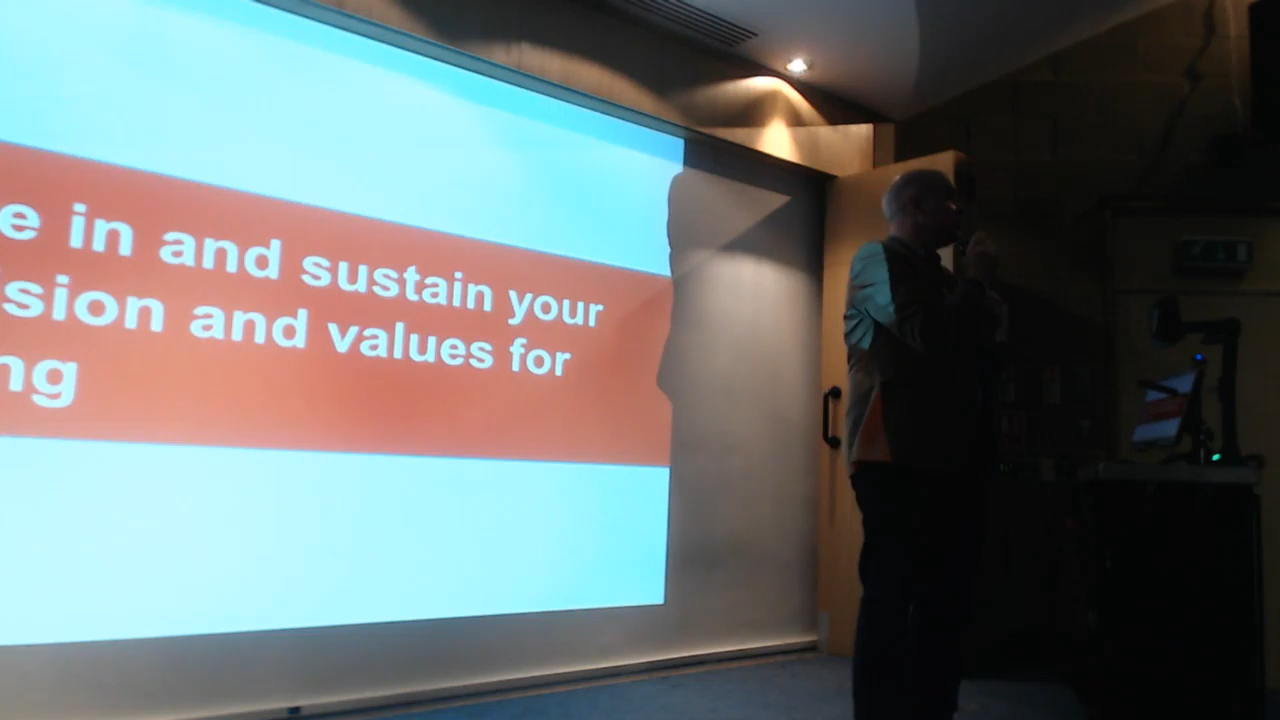 e in and sustain your
sion and values for
ng